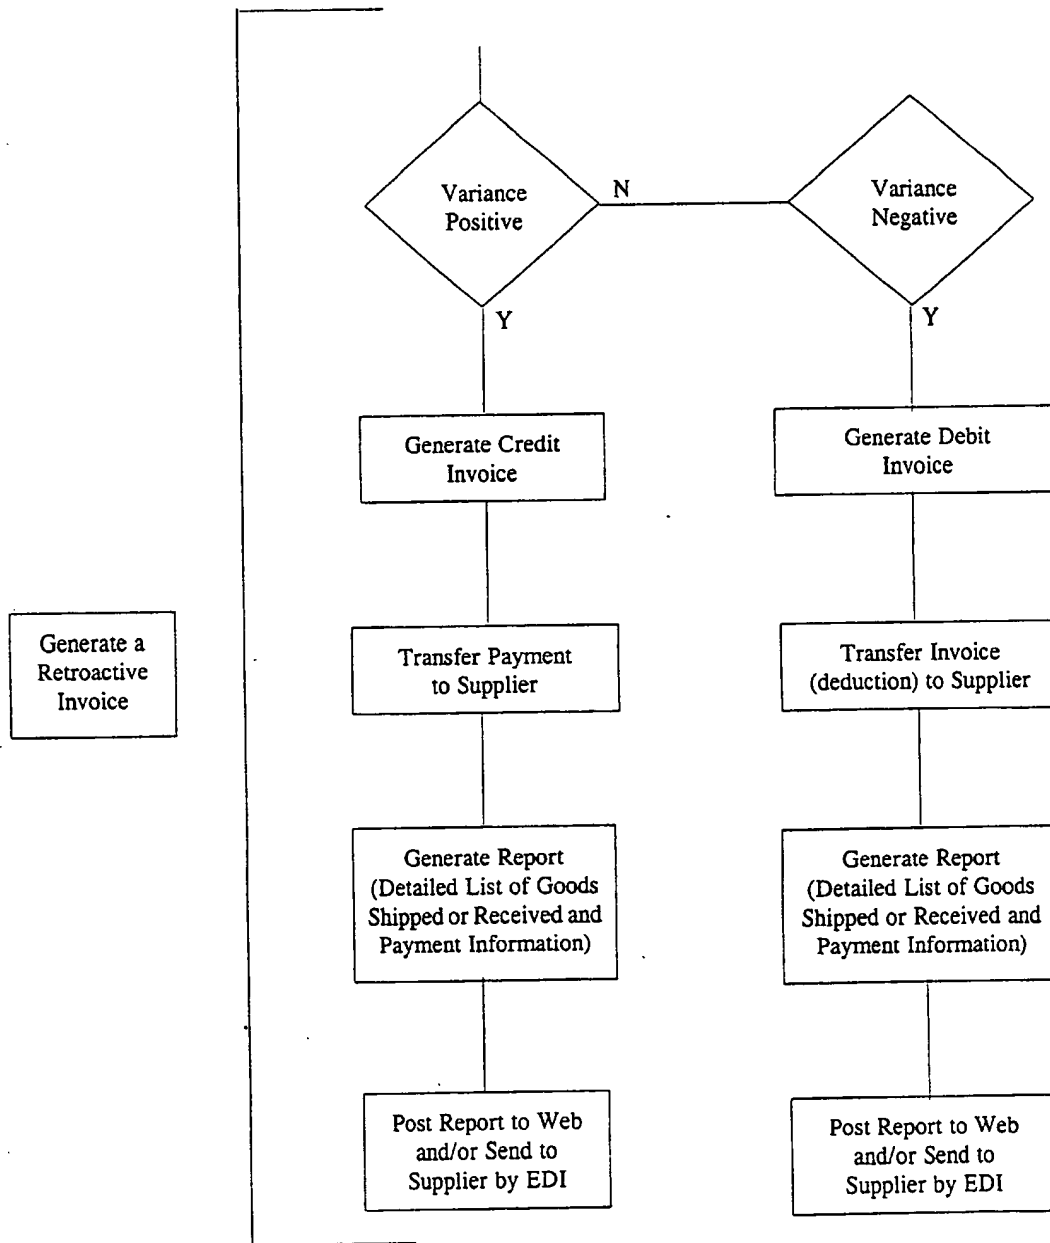 Variance
Positive
N
Variance
Negative
Y
Y
Generate Credit
Invoice
Generate Debit
Invoice
Generate a
Retroactive
Invoice
Transfer Payment
to Supplier
Transfer Invoice
(deduction) to Supplier
Generate Report
(Detailed List of Goods
Shipped or Received and
Payment Information)
Generate Report
(Detailed List of Goods
Shipped or Received and
Payment Information)
Post Report to Web
and/or Send to
Supplier by EDI
Post Report to Web
and/or Send to
Supplier by EDI